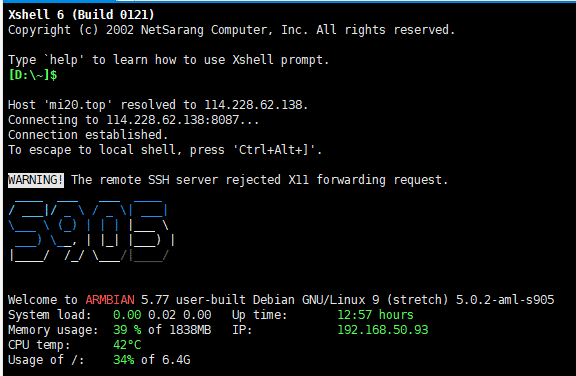 Xshell 6 (Build 0121)
Copyright (c) 2002 NetSarang Computer, Inc. All rights reserved.
Type `help' to learn how to use Xshell prompt.
[D:\~]$
Host 'mi20.top' resolved to 114.228.62.138.
Connecting to 114.228.62.138:8087...
Connection established.
To escape to local shell, press 'Ctrl+Alt+]'.
WARNING! The remote SSH server rejected X11 forwarding request.
S905
Welcome to ARMBIAN 5.77 user-built Debian GNU/Linux 9 (stretch) 5.0.2-aml-s905
System load: 0.00 0.02 0.00 Up time: 12:57 hours
Memory usage: 39 % of 1838MB IP: 192.168.50.93
CPU temp: 42°C
Usage of /: 34% of 6.4G